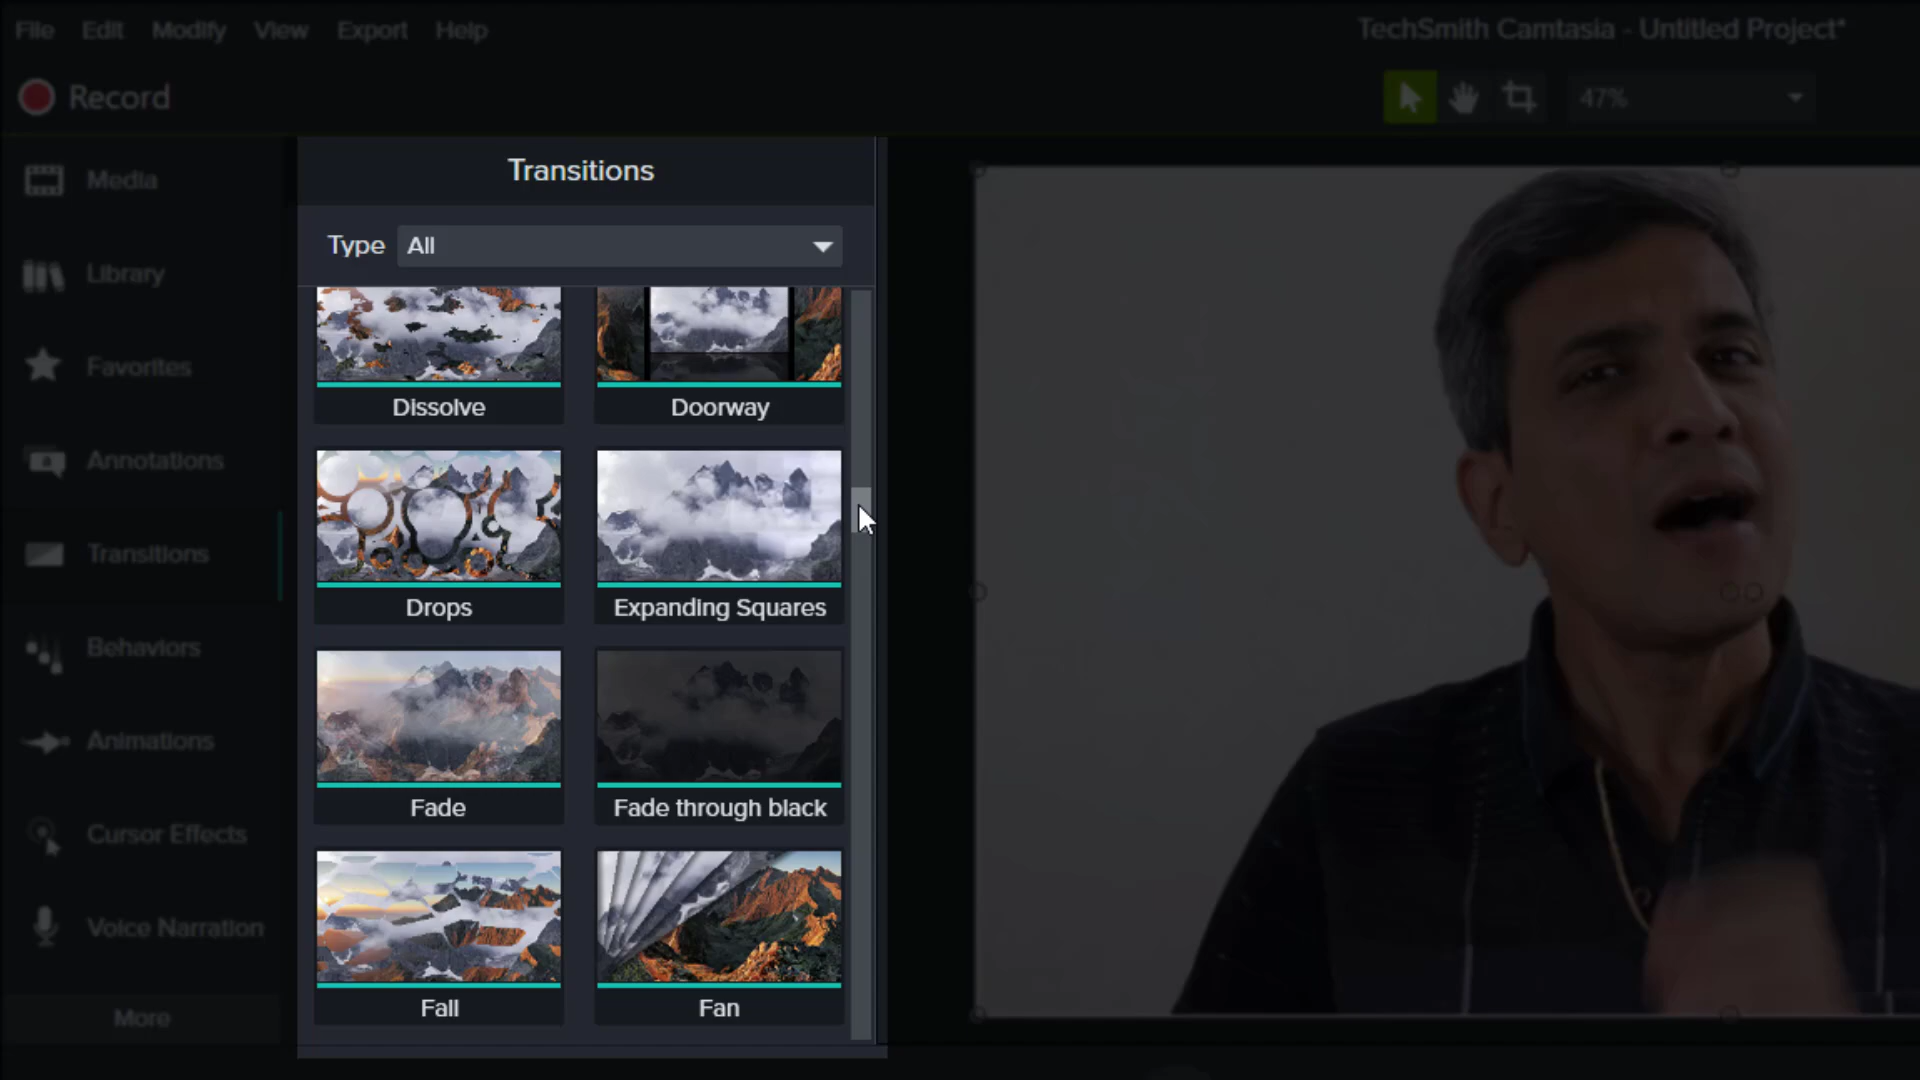 File Edit Modify View Export Help
TechSmith Camtasia - Untitled Project*
Record
47%
Media
Library
Favorites
Annotations
Transitions
Behaviors
Animations
Cursor Effects
Voice Narration
More
Transitions
Type All
Dissolve Doorway
Drops Expanding Squares
Fade Fade through black
Fall Fan